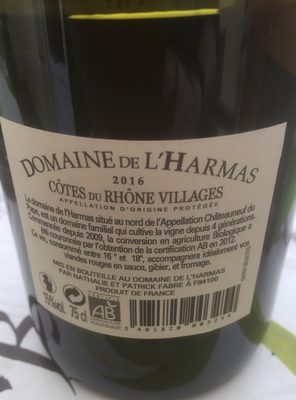 DOMAINE DE L'HARMAS
2016
CÔTES DU RHÔNE VILLAGES
APPELLATION D'ORIGINE PROTÉGÉE
Le domaine de l'Harmas situé au nord de l'Appellation Châteauneuf du
Pape, est un domaine familial qui cultive la vigne depuis 4 générations.
Commencée depuis 2009, la conversion en agriculture Biologique a
été couronnée par l'obtention de la certification AB en 2012.
Ce vin, consommé entre 16° et 18°, accompagnera idéalement vos
viandes rouges en sauce, gibier, et fromage.
MIS EN BOUTEILLE AU DOMAINE DE L'HARMAS
PAR NATHALIE ET PATRICK FABRE À F84100
PRODUIT DE FRANCE
75 cl
AB